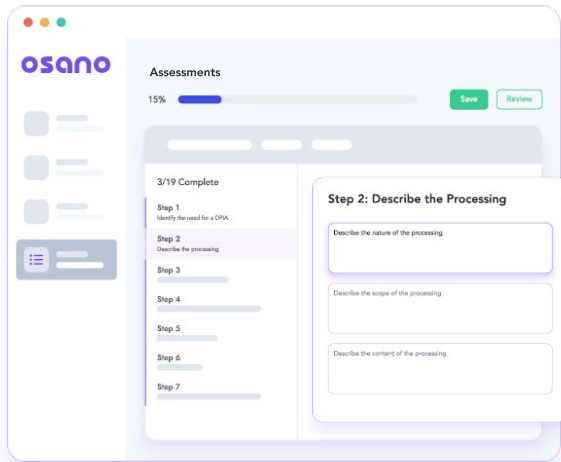 osano
Assessments
15%
Save
Review
3/19 Complete
Step 1
Identify the need for a DPIA
Step 2
Describe the processing
Step 3
Step 4
Step 5
Step 6
Step 7
Step 2: Describe the Processing
Describe the nature of the processing
Describe the scope of the processing
Describe the content of the processing